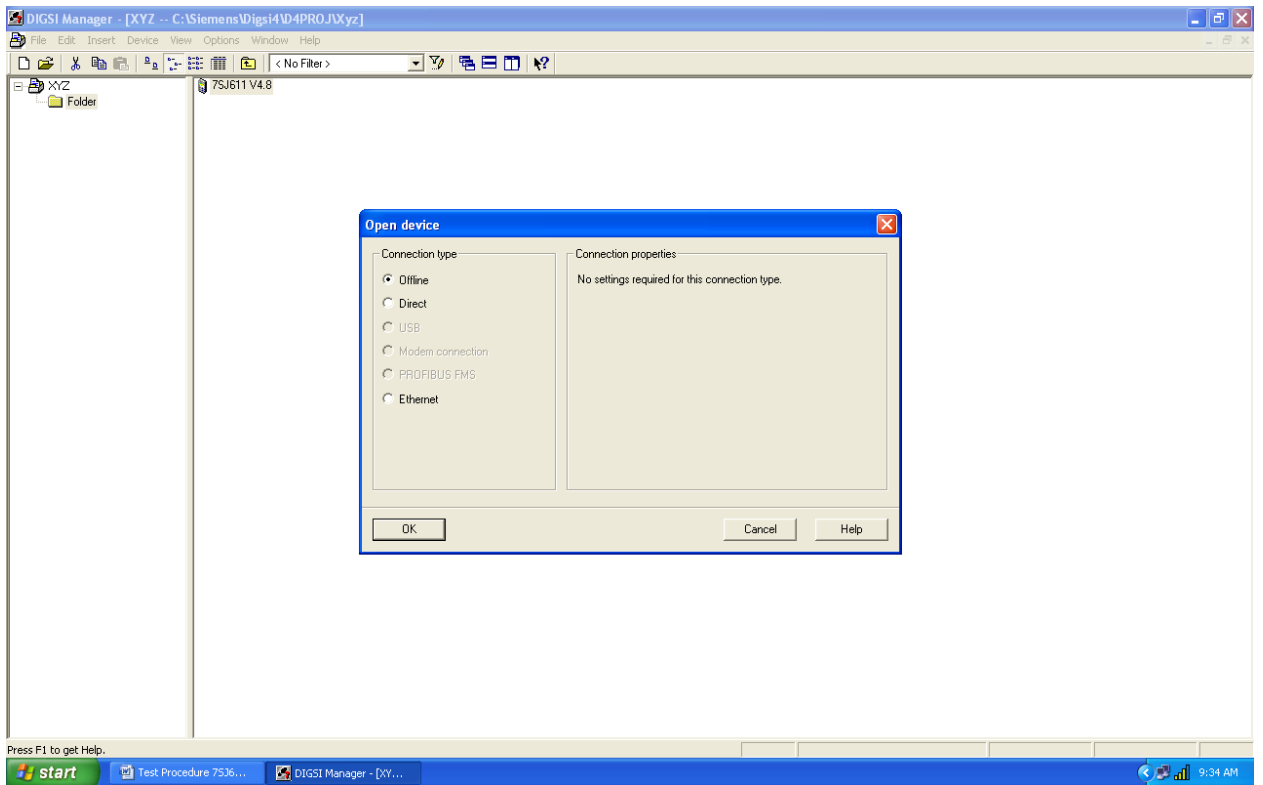 DIGSI Manager - [XYZ -- C:\Siemens\Digsi4\D4PROJ\Xyz]
File Edit Insert Device View Options Window Help
< No Filter >
XYZ
Folder
7SJ611 V4.8
Open device
Connection type
Offline
Direct
USB
Modem connection
PROFIBUS FMS
Ethernet
Connection properties
No settings required for this connection type.
OK
Cancel
Help
Press F1 to get Help.
start
Test Procedure 7SJ6...
DIGSI Manager - [XY...
9:34 AM